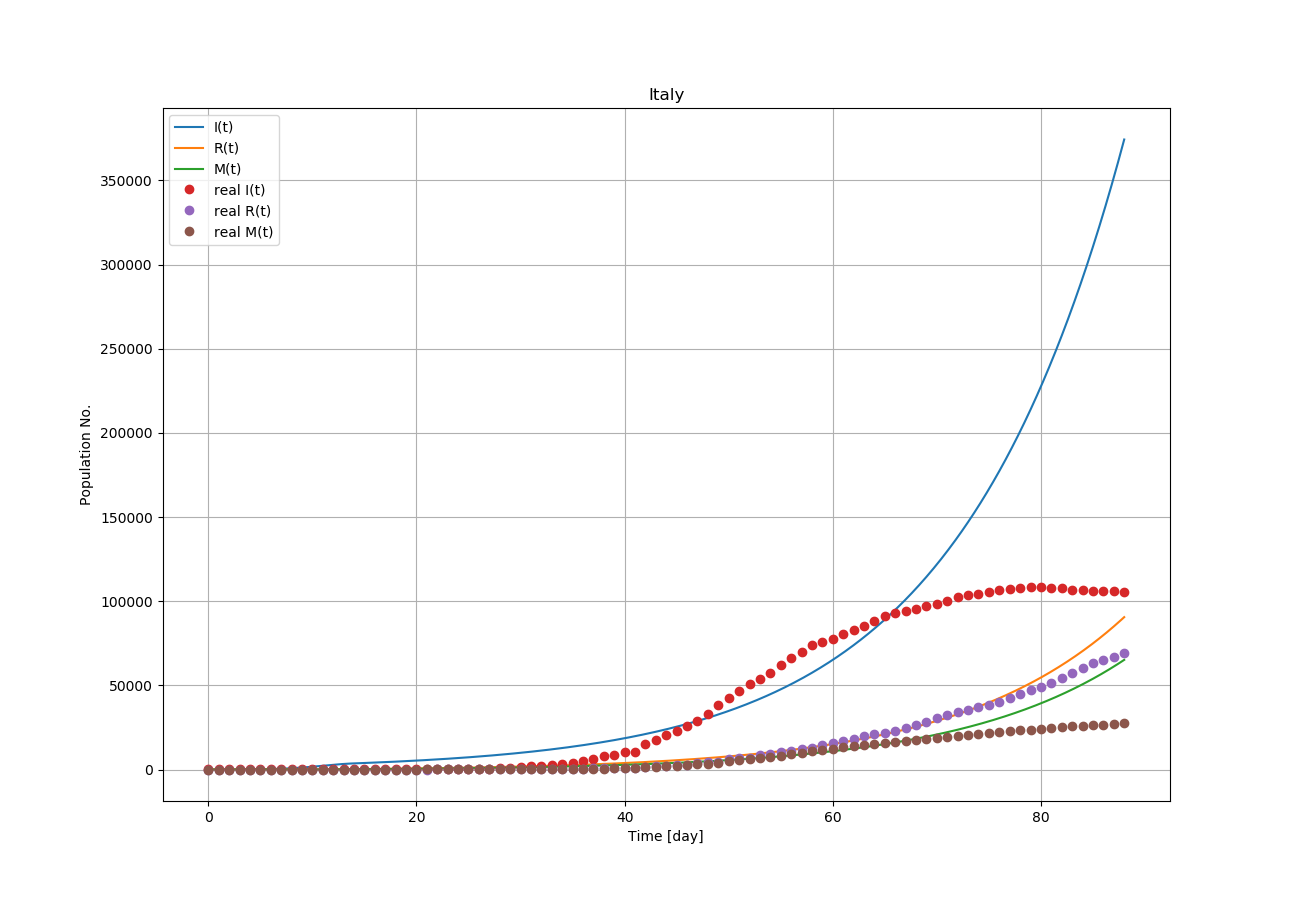 Italy
I(t)
R(t)
M(t)
real I(t)
real R(t)
real M(t)
350000
300000
250000
200000
150000
100000
50000
0
Population No.
0 20 40 60 80
Time [day]